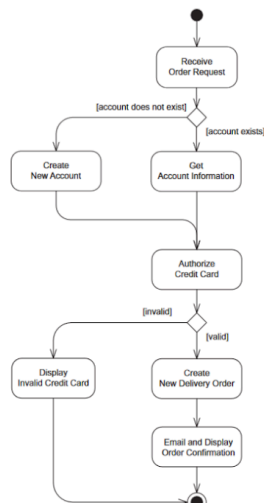 Receive
Order Request
[account does not exist]
[account exists]
Create
New Account
Get
Account Information
Authorize
Credit Card
[invalid]
[valid]
Display
Invalid Credit Card
Create
New Delivery Order
Email and Display
Order Confirmation